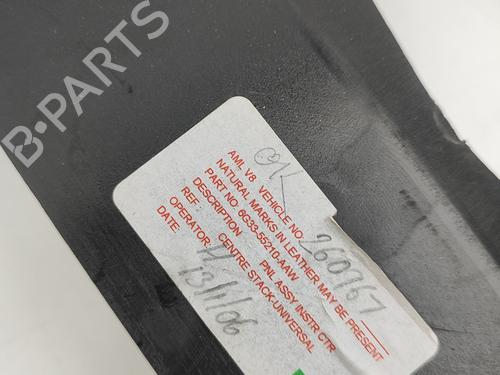 B-PARTS
OK
AML V8 VEHICLE NO: 260967
NATURAL MARKS IN LEATHER MAY BE PRESENT
PART NO: 6G33-55210-AAW
DESCRIPTION: PNL ASSY INSTR CTR
CENTRE STACK-UNIVERSAL
REF:
OPERATOR:
DATE: 13/11/06